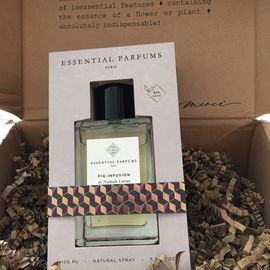 of inessential features ♦ containing
the essence of a flower or plant ♦
absolutely indispensable!
merci
ESSENTIAL PARFUMS
PARIS
ESSENTIAL PARFUMS
FIG INFUSION
by Nathalie Lorson
100 ML - NATURAL SPRAY -